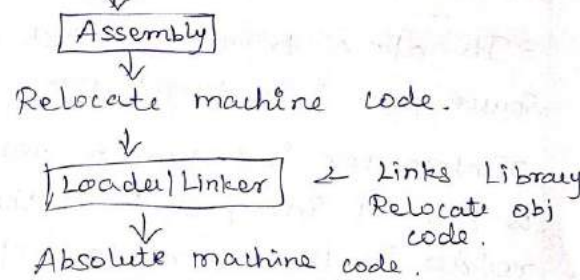 Assembly
Relocate machine code.
Loader/Linker
Links Library
Relocate obj
code.
Absolute machine code.